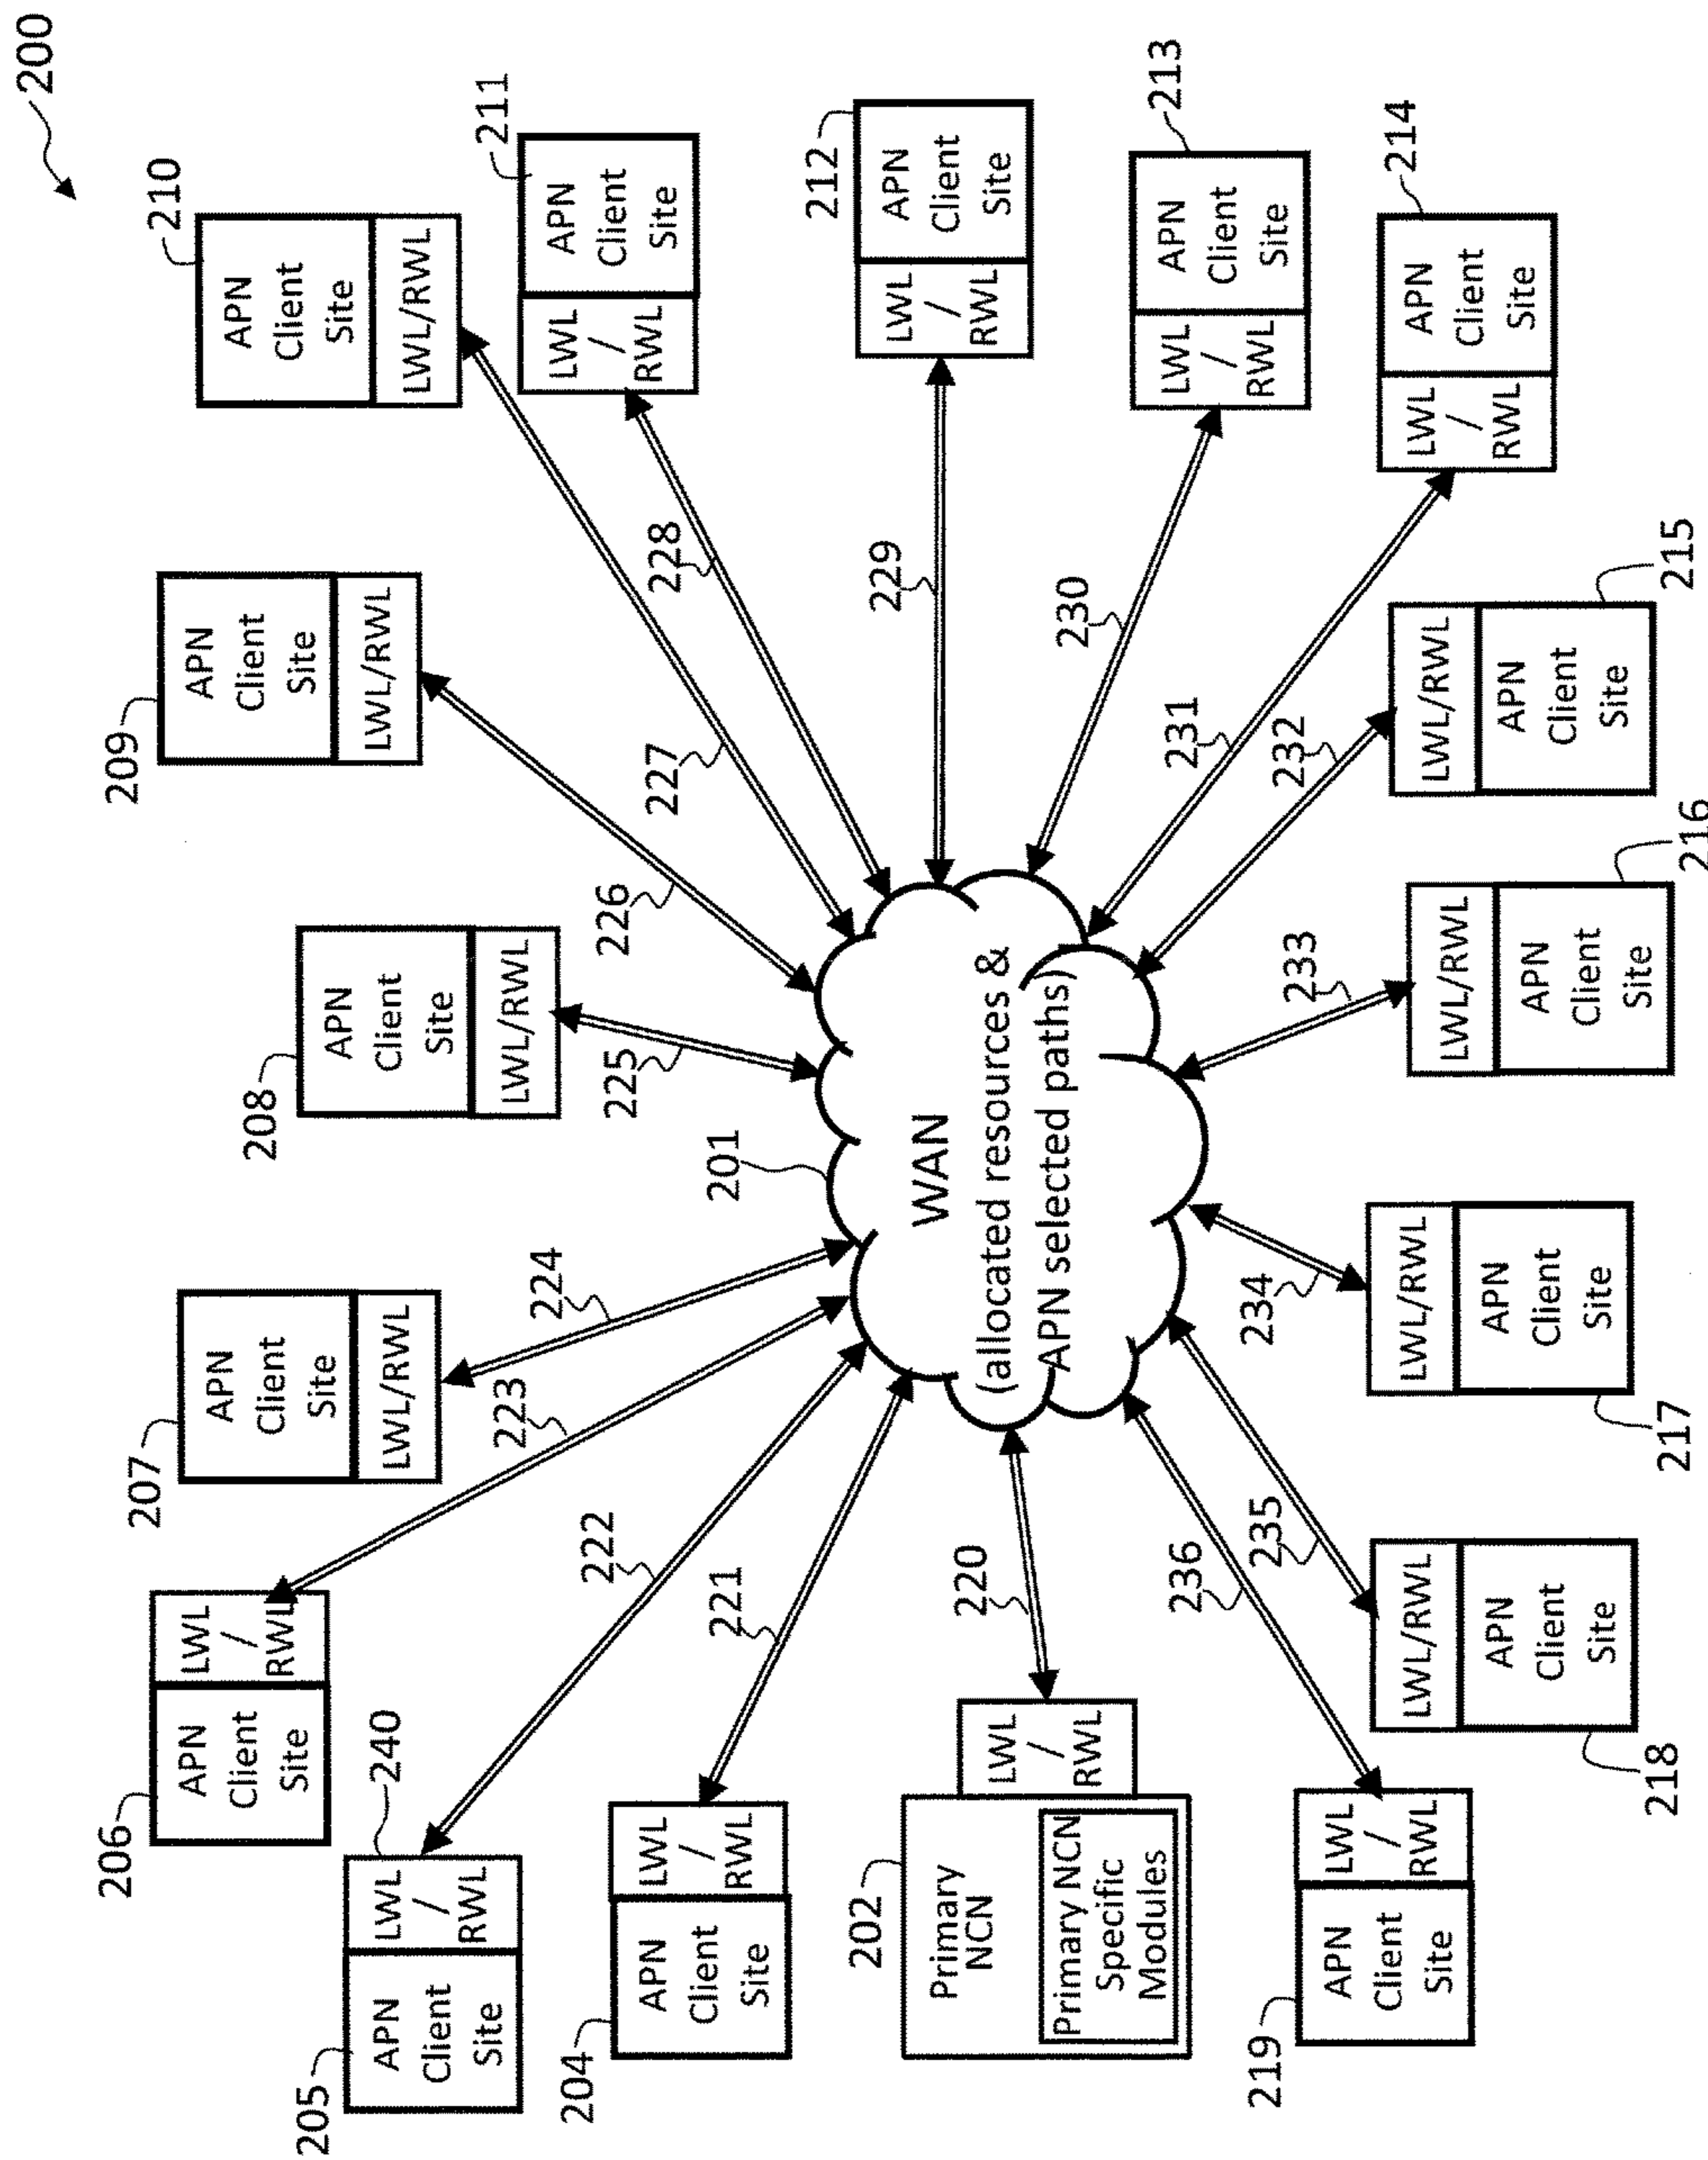 200
206
APN
Client
Site
LWL
/
RWL
223
207
APN
Client
Site
LWL/RWL
224
208
APN
Client
Site
LWL/RWL
225
209
APN
Client
Site
LWL/RWL
226
210
APN
Client
Site
LWL/RWL
227
211
APN
Client
Site
LWL
/
RWL
228
205
APN
Client
Site
240
LWL
/
RWL
222
204
APN
Client
Site
LWL
/
RWL
221
201
WAN
(allocated resources &
APN selected paths)
229
212
LWL
/
RWL
APN
Client
Site
202
Primary
NCN
Primary NCN
Specific
Modules
LWL
/
RWL
220
230
213
LWL
/
RWL
APN
Client
Site
219
APN
Client
Site
LWL
/
RWL
236
231
214
LWL
/
RWL
APN
Client
Site
235
LWL/RWL
APN
Client
Site
218
234
LWL/RWL
APN
Client
Site
217
233
LWL/RWL
APN
Client
Site
216
232
LWL/RWL
APN
Client
Site
215